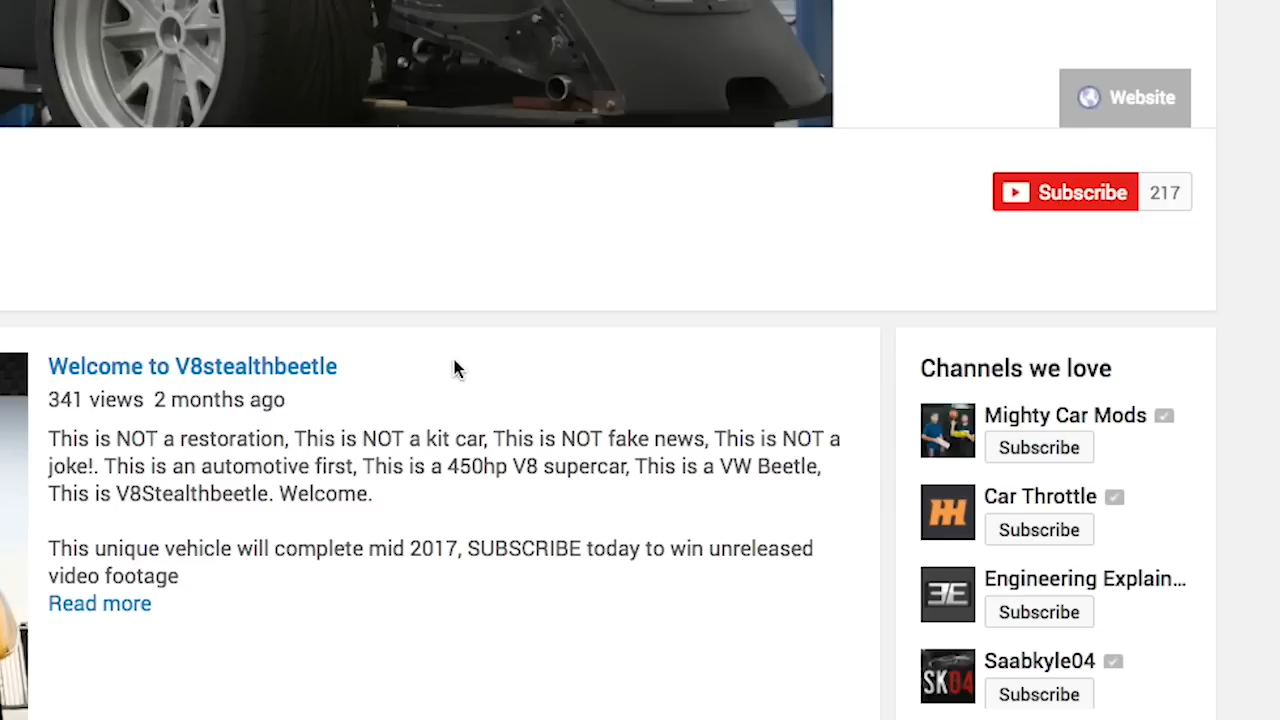 Website
Subscribe 217
Welcome to V8stealthbeetle
341 views 2 months ago
This is NOT a restoration, This is NOT a kit car, This is NOT fake news, This is NOT a
joke!. This is an automotive first, This is a 450hp V8 supercar, This is a VW Beetle,
This is V8Stealthbeetle. Welcome.
This unique vehicle will complete mid 2017, SUBSCRIBE today to win unreleased
video footage
Read more
Channels we love
Mighty Car Mods
Subscribe
Car Throttle
Subscribe
Engineering Explain...
Subscribe
Saabkyle04
SK04
Subscribe